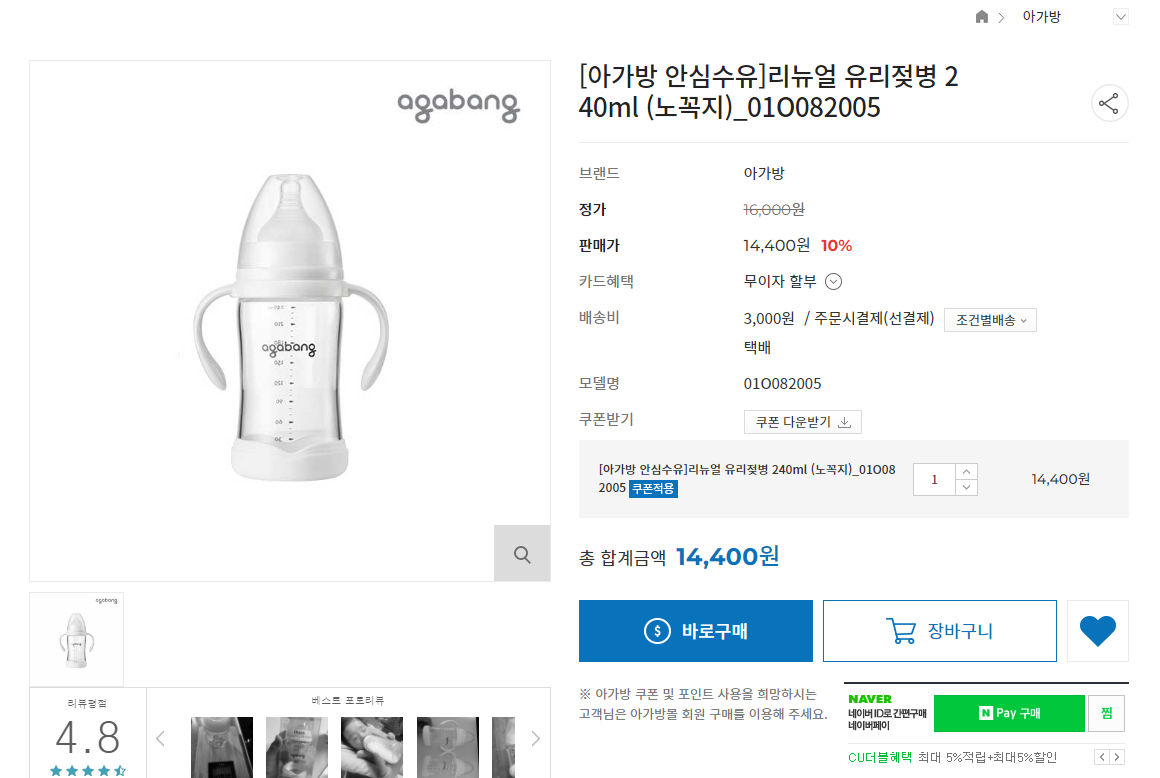 아가방
agabang
agabang
240
210
150
120
90
60
30
agabang
[아가방 안심수유]리뉴얼 유리젖병 2
40ml (노꼭지)_01O082005
브랜드
아가방
정가
16,000원
판매가
14,400원 10%
카드혜택
무이자 할부
배송비
3,000원 / 주문시결제(선결제) 조건별배송
택배
모델명
01O082005
쿠폰받기
쿠폰 다운받기
[아가방 안심수유]리뉴얼 유리젖병 240ml (노꼭지)_01O08
2005 쿠폰적용
1
14,400원
총 합계금액 14,400원
바로구매
장바구니
※ 아가방 쿠폰 및 포인트 사용을 희망하시는
고객님은 아가방몰 회원 구매를 이용해 주세요.
NAVER
네이버ID로 간편구매
네이버페이
N Pay 구매
찜
CU더블혜택 최대 5%적립+최대5%할인
리뷰평점
4.8
베스트 포토리뷰